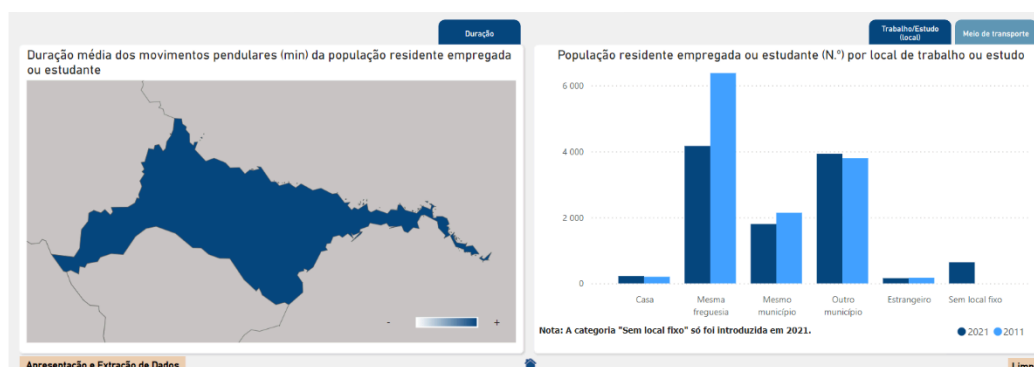 Duração
Duração média dos movimentos pendulares (min) da população residente empregada
ou estudante
- +
Trabalho/Estudo
(local)
Meio de transporte
População residente empregada ou estudante (N.º) por local de trabalho ou estudo
6 000
4 000
2 000
0
Casa
Mesma
freguesia
Mesmo
município
Outro
município
Estrangeiro
Sem local fixo
Nota: A categoria "Sem local fixo" só foi introduzida em 2021.
2021 2011
Apresentação e Extração de Dados